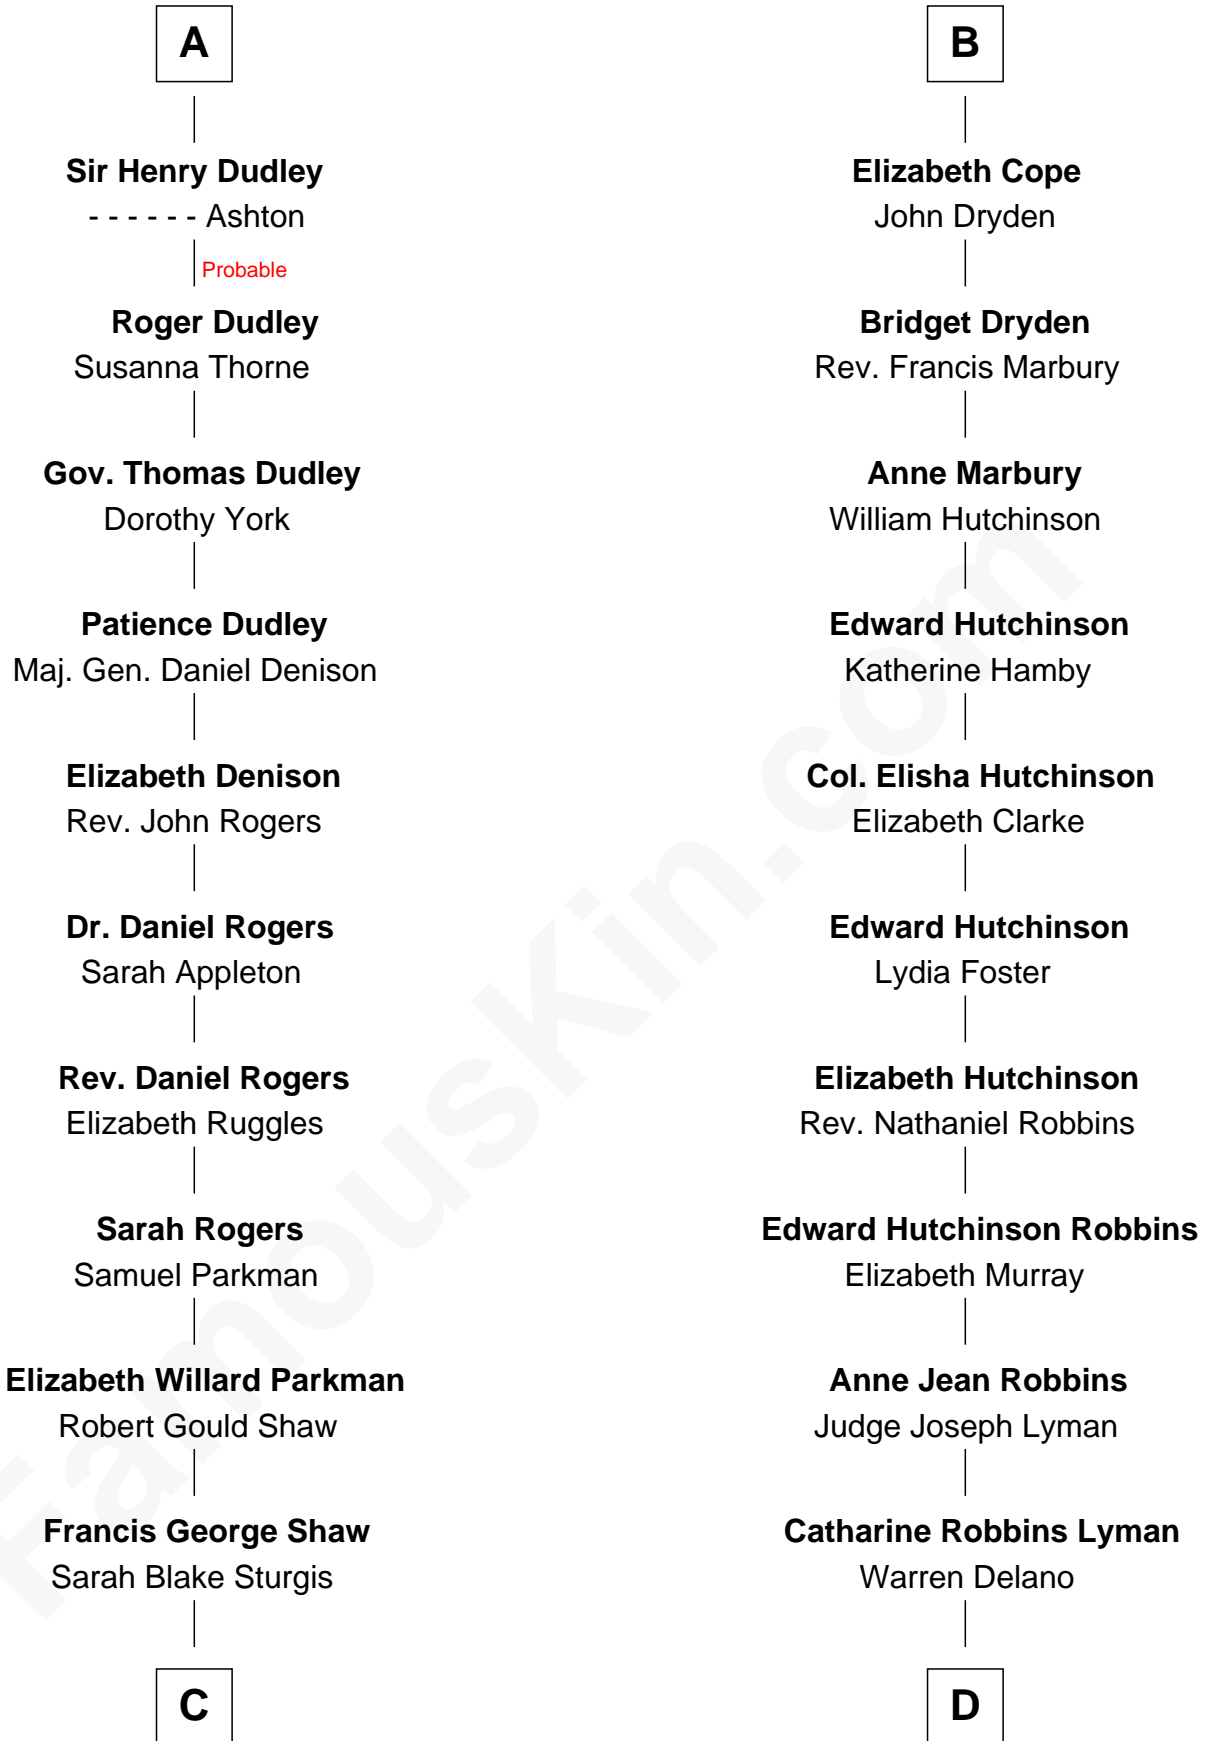 A
Sir Henry Dudley
- - - - - - Ashton
Probable
Roger Dudley
Susanna Thorne
Gov. Thomas Dudley
Dorothy York
Patience Dudley
Maj. Gen. Daniel Denison
Elizabeth Denison
Rev. John Rogers
Dr. Daniel Rogers
Sarah Appleton
Rev. Daniel Rogers
Elizabeth Ruggles
Sarah Rogers
Samuel Parkman
Elizabeth Willard Parkman
Robert Gould Shaw
Francis George Shaw
Sarah Blake Sturgis
C
B
Elizabeth Cope
John Dryden
Bridget Dryden
Rev. Francis Marbury
Anne Marbury
William Hutchinson
Edward Hutchinson
Katherine Hamby
Col. Elisha Hutchinson
Elizabeth Clarke
Edward Hutchinson
Lydia Foster
Elizabeth Hutchinson
Rev. Nathaniel Robbins
Edward Hutchinson Robbins
Elizabeth Murray
Anne Jean Robbins
Judge Joseph Lyman
Catharine Robbins Lyman
Warren Delano
D
FamousKin.com